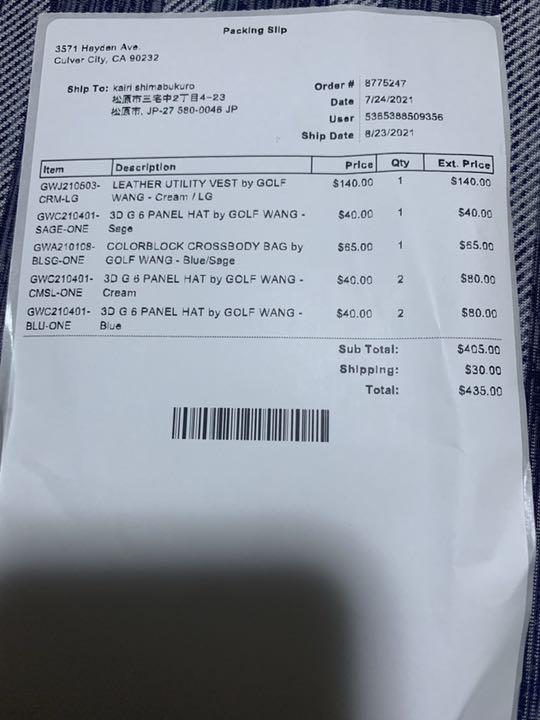 Packing Slip
3571 Hayden Ave.
Culver City, CA 90232
Ship To: kairi shimabukuro
松原市三宅中2丁目4-23
松原市, JP-27 580-0046 JP
Order # 8775247
Date 7/24/2021
User 5365388509356
Ship Date 8/23/2021
Item Description Price Qty Ext. Price
GWJ210503- LEATHER UTILITY VEST by GOLF $140.00 1 $140.00
CRM-LG WANG - Cream / LG
GWC210401- 3D G 6 PANEL HAT by GOLF WANG - $40.00 1 $40.00
SAGE-ONE Sage
GWA210108- COLORBLOCK CROSSBODY BAG by $65.00 1 $65.00
BLSG-ONE GOLF WANG - Blue/Sage
GWC210401- 3D G 6 PANEL HAT by GOLF WANG - $40.00 2 $80.00
CMSL-ONE Cream
GWC210401- 3D G 6 PANEL HAT by GOLF WANG - $40.00 2 $80.00
BLU-ONE Blue
Sub Total: $405.00
Shipping: $30.00
Total: $435.00